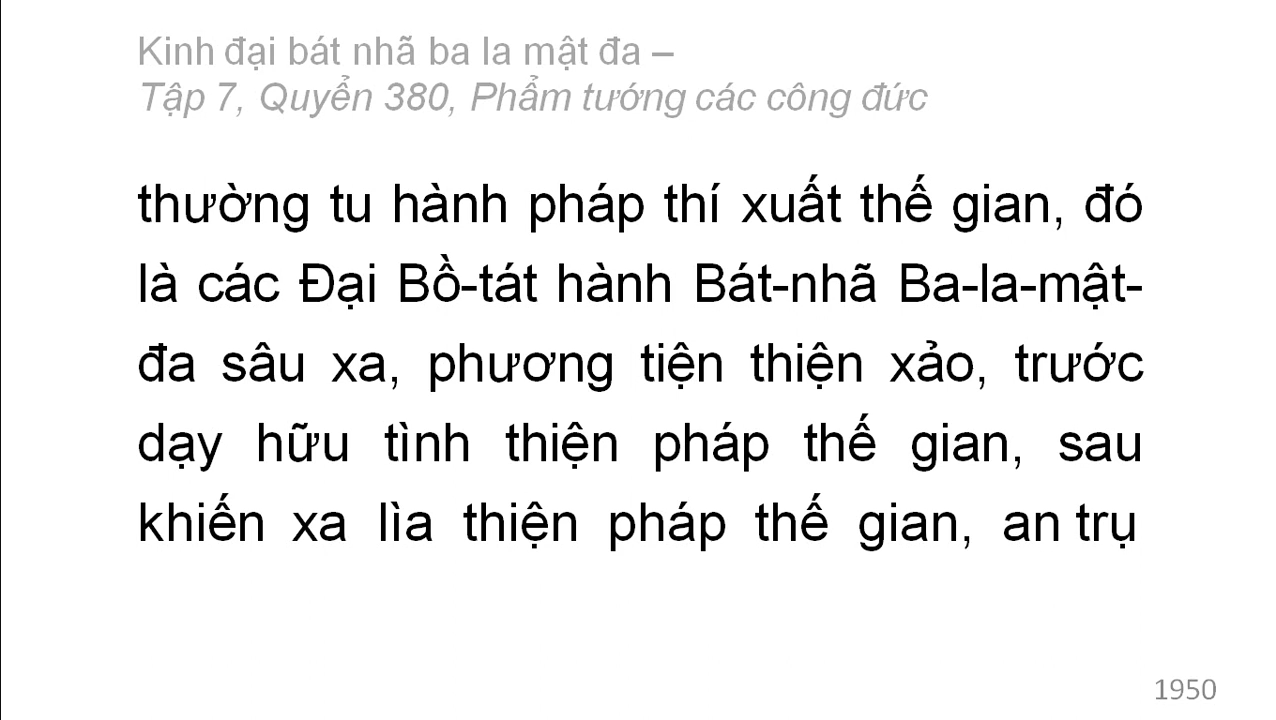 Kinh đại bát nhã ba la mật đa –
Tập 7, Quyển 380, Phẩm tướng các công đức
thường tu hành pháp thí xuất thế gian, đó
là các Đại Bồ-tát hành Bát-nhã Ba-la-mật-
đa sâu xa, phương tiện thiện xảo, trước
dạy hữu tình thiện pháp thế gian, sau
khiến xa lìa thiện pháp thế gian, an trụ
1950